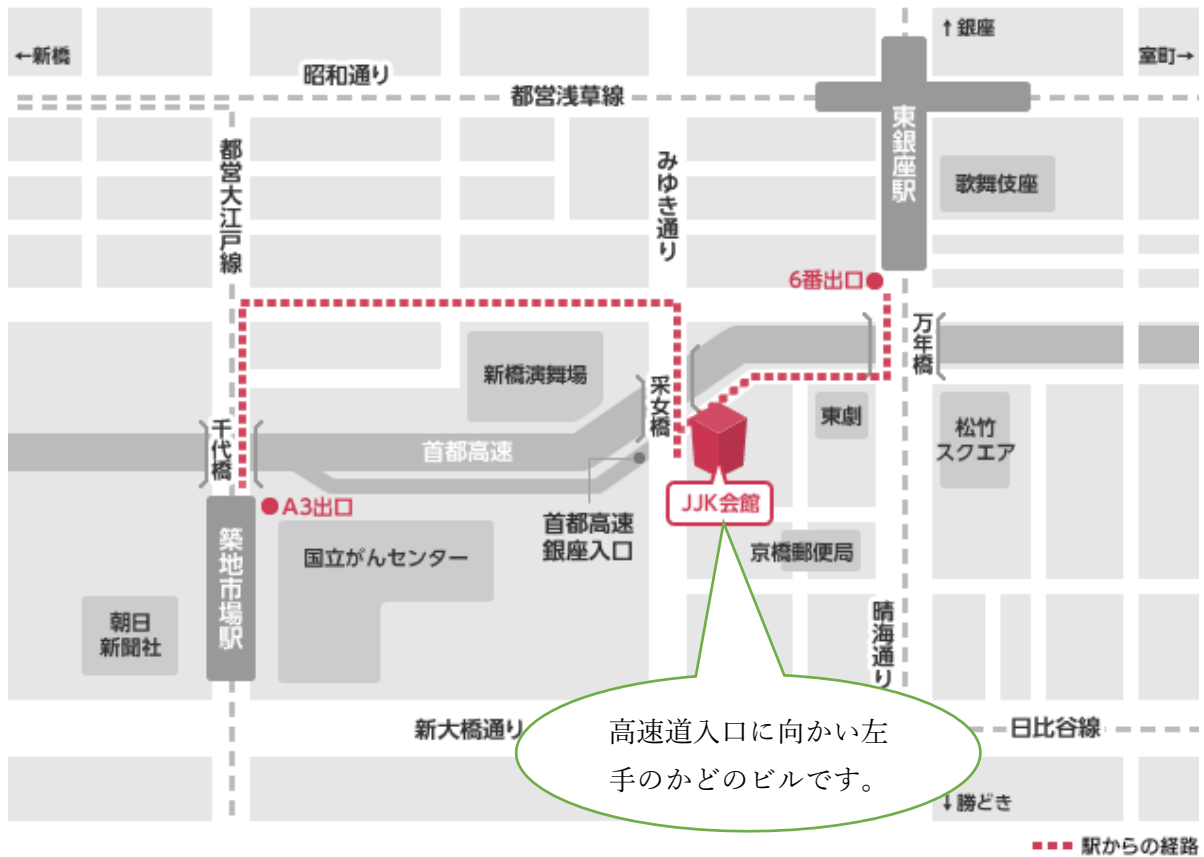 ↑銀座
←新橋
室町→
昭和通り
都営浅草線
東銀座駅
都営大江戸線
みゆき通り
歌舞伎座
6番出口
万年橋
新橋演舞場
采女橋
東劇
松竹
スクエア
千代橋
首都高速
JJK会館
A3出口
首都高速
銀座入口
築地市場駅
国立がんセンター
京橋郵便局
朝日
新聞社
晴海通り
新大橋通り
日比谷線
高速道入口に向かい左
手のかどのビルです。
↓勝どき
駅からの経路